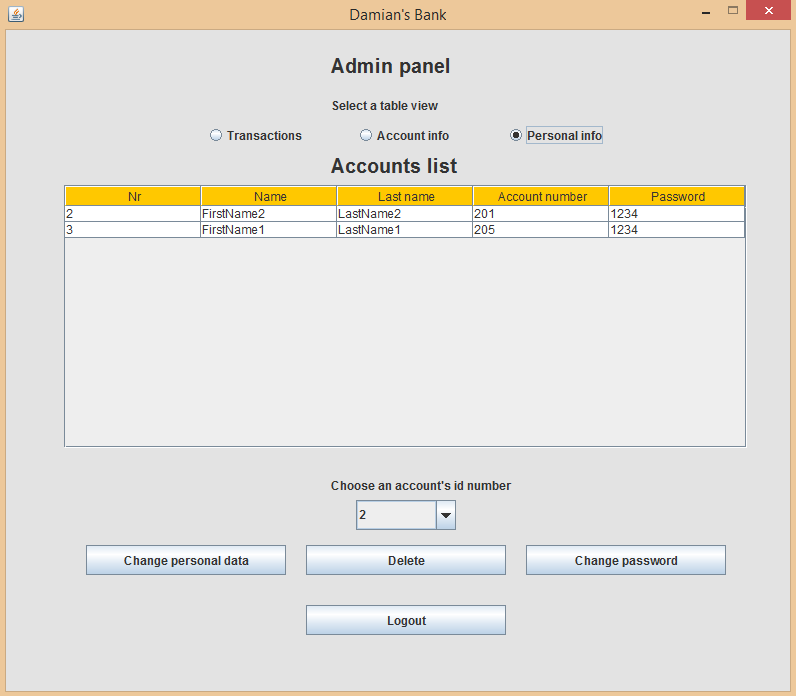 Damian's Bank
Admin panel
Select a table view
Transactions Account info Personal info
Accounts list
Nr Name Last name Account number Password
2 FirstName2 LastName2 201 1234
3 FirstName1 LastName1 205 1234
Choose an account's id number
2
Change personal data Delete Change password
Logout